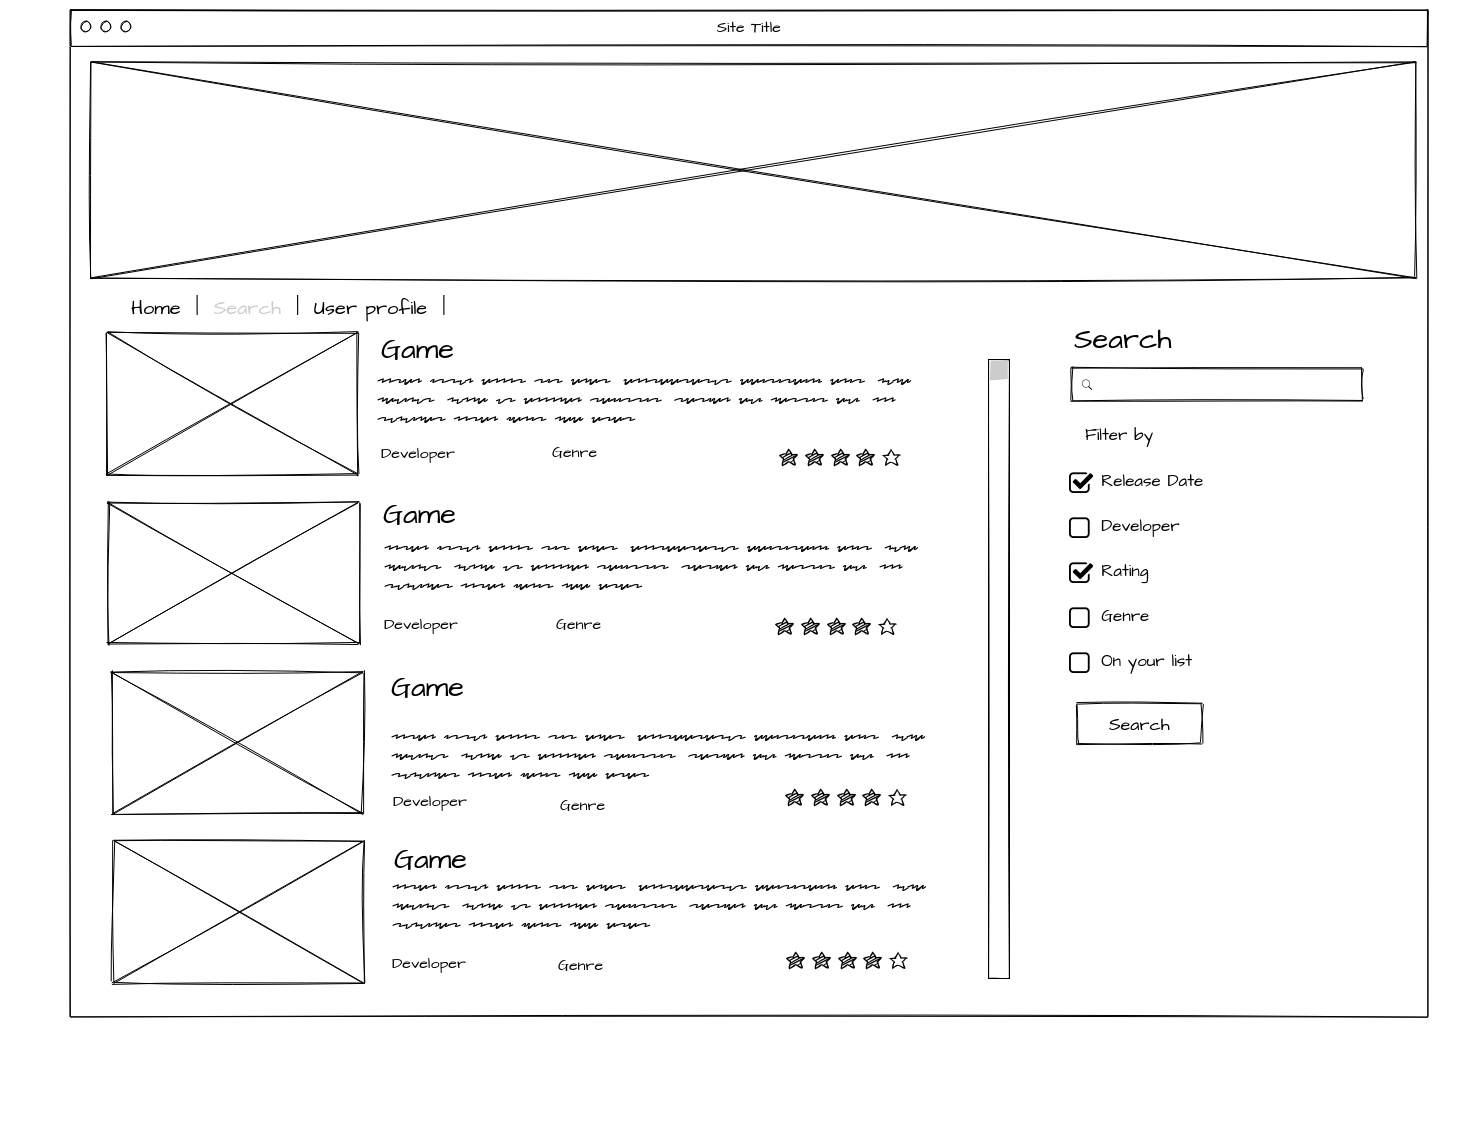 Site Title
Home | Search | User profile |
Game
Developer Genre
Game
Developer Genre
Game
Developer Genre
Game
Developer Genre
Search
Filter by
Release Date
Developer
Rating
Genre
On your list
Search